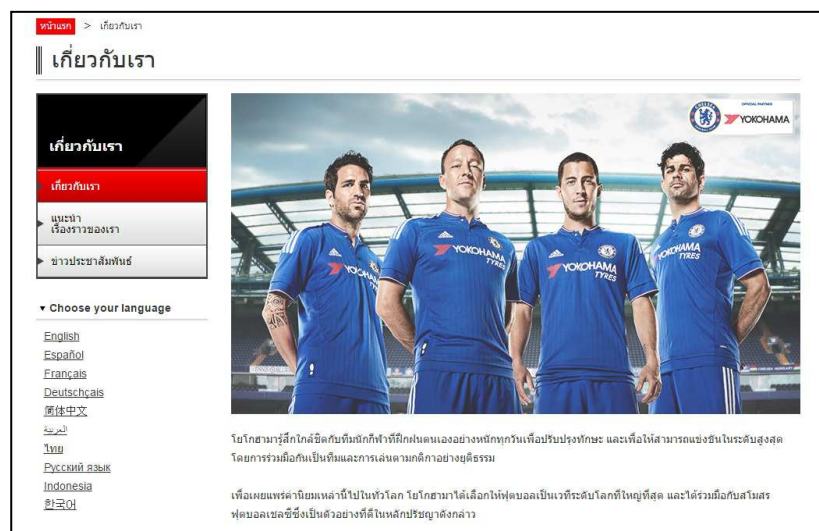 หน้าแรก > เกี่ยวกับเรา
เกี่ยวกับเรา
เกี่ยวกับเรา
เกี่ยวกับเรา
แนะนำ
เรื่องราวของเรา
ข่าวประชาสัมพันธ์
▼ Choose your language
English
Español
Français
Deutschçais
简体中文
العربية
ไทย
Русский язык
Indonesia
한국어
OFFICIAL PARTNER
CHELSEA
YOKOHAMA
YOKOHAMA
YOKOHAMA TYRES
YOKOHAMA TYRES
YOKOHAMA TYRES
โยโกฮามารู้สึกใกล้ชิดกับทีมนักกีฬาที่ฝึกฝนตนเองอย่างหนักทุกวันเพื่อปรับปรุงทักษะ และเพื่อให้สามารถแข่งขันในระดับสูงสุด
โดยการร่วมมือกันเป็นทีมและการเล่นตามกติกาอย่างยุติธรรม
เพื่อเผยแพร่ค่านิยมเหล่านี้ไปในทั่วโลก โยโกฮามาได้เลือกให้ฟุตบอลเป็นเวทีระดับโลกที่ใหญ่ที่สุด และได้ร่วมมือกับสโมสร
ฟุตบอลเชลซีซึ่งเป็นตัวอย่างที่ดีในหลักปรัชญาดังกล่าว